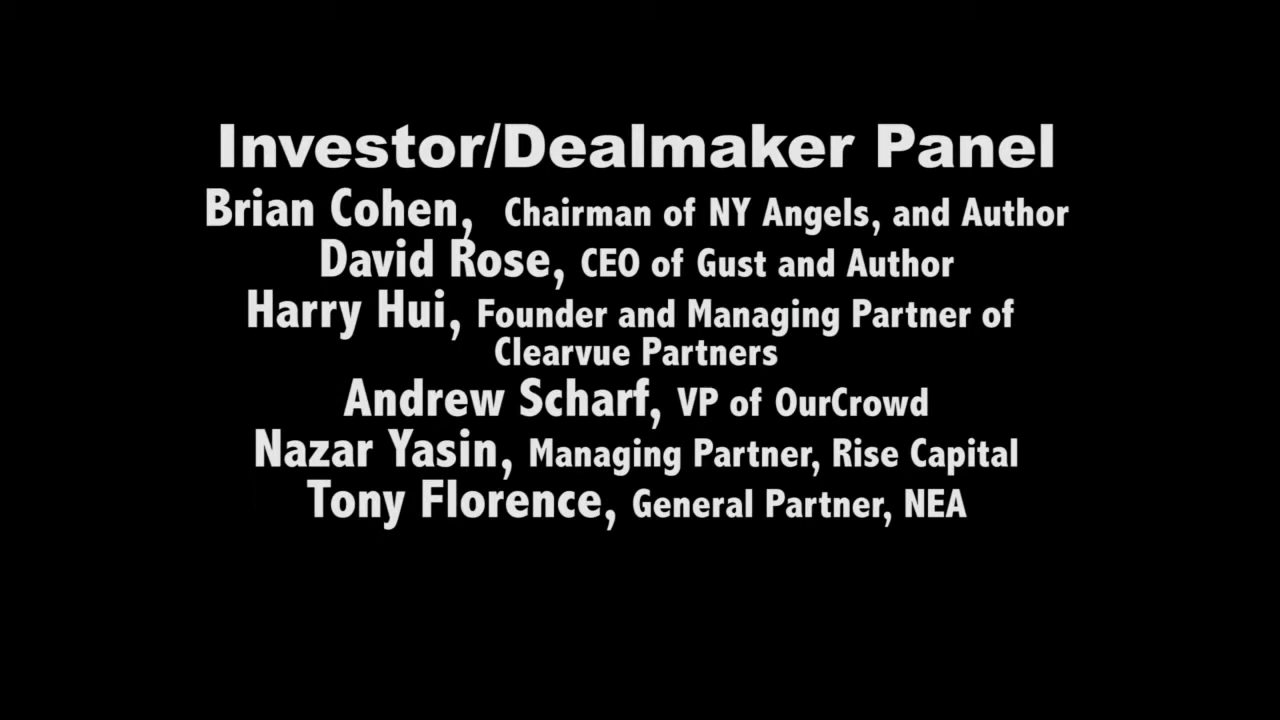 Investor/Dealmaker Panel
Brian Cohen, Chairman of NY Angels, and Author
David Rose, CEO of Gust and Author
Harry Hui, Founder and Managing Partner of
Clearvue Partners
Andrew Scharf, VP of OurCrowd
Nazar Yasin, Managing Partner, Rise Capital
Tony Florence, General Partner, NEA